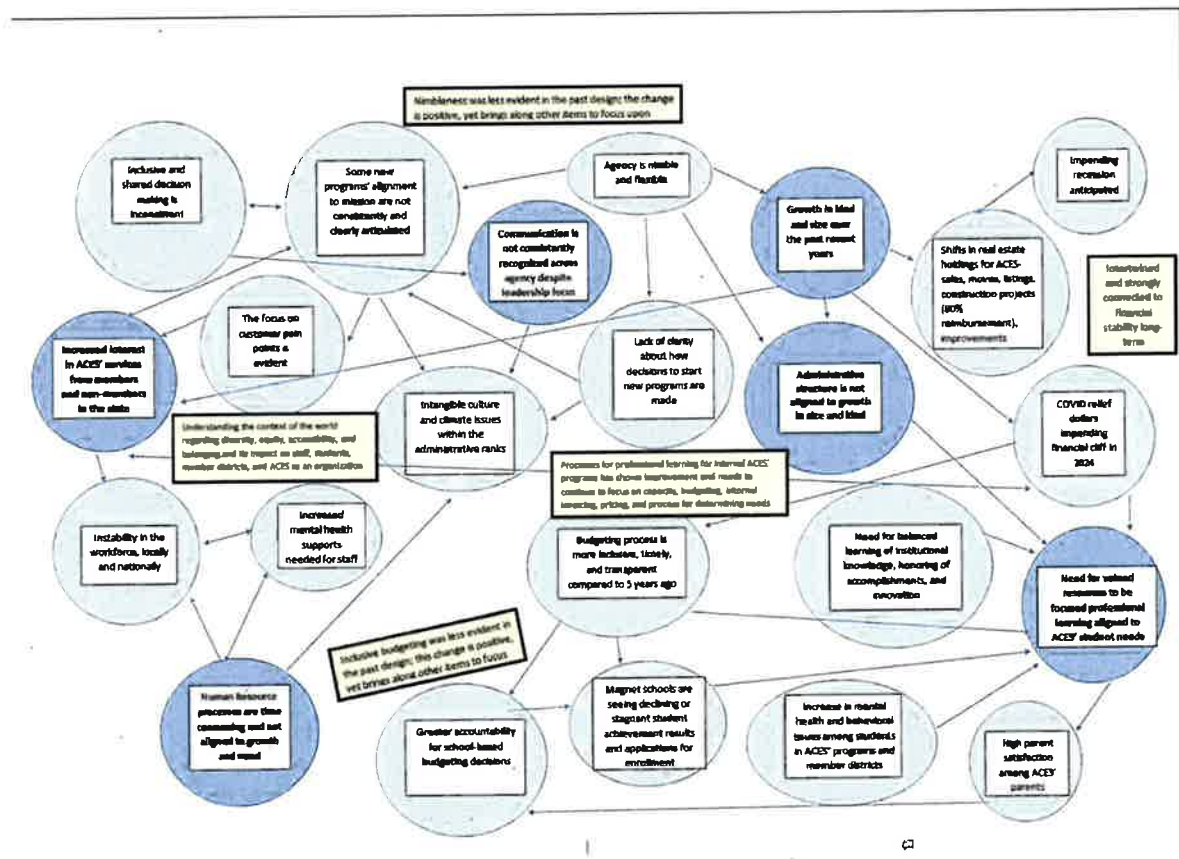 Nimbleness was less evident in the past design; the change
is positive, yet brings along other items to focus upon
Inclusive and
shared decision
making is
inconsistent
Some new
programs' alignment
to mission are not
consistently and
clearly articulated
Agency is nimble
and flexible
Impending
recession
anticipated
Communication is
not consistently
recognized across
agency despite
leadership focus
Growth in kind
and size over
the past recent
years
Shifts in real estate
holdings for ACES-
sales, moves, listings,
construction projects
(80%
reimbursement),
improvements
Intertwined
and strongly
connected to
financial
stability long-
term
The focus on
customer pain
points is
evident
Increased interest
in ACES' services
from members
and non-members
in the state
Lack of clarity
about how
decisions to start
new programs are
made
Administrative
structure is not
aligned to growth
in size and kind
Intangible culture
and climate issues
within the
administrative ranks
COVID relief
dollars
impending
financial cliff in
2024
Understanding the context of the world
regarding diversity, equity, accessibility, and
belonging and its impact on staff, students,
member districts, and ACES as an organization
Processes for professional learning for internal ACES'
programs has shown improvement and needs to
continue to focus on capacity, budgeting, internal
pricing, and process for determining needs
Instability in the
workforce, locally
and nationally
Increased
mental health
supports
needed for staff
Budgeting process is
more inclusive, timely,
and transparent
compared to 5 years ago
Need for balanced
learning of institutional
knowledge, honoring of
accomplishments, and
innovation
Need for valued
resources to be
focused professional
learning aligned to
ACES' student needs
Inclusive budgeting was less evident in
the past design; this change is positive,
yet brings along other items to focus
Human Resource
processes are time
consuming and not
aligned to growth
and need
Greater accountability
for school-based
budgeting decisions
Magnet schools are
seeing declining or
stagnant student
achievement results
and applications for
enrollment
Increase in mental
health and behavioral
issues among students
in ACES' programs and
member districts
High parent
satisfaction
among ACES'
parents